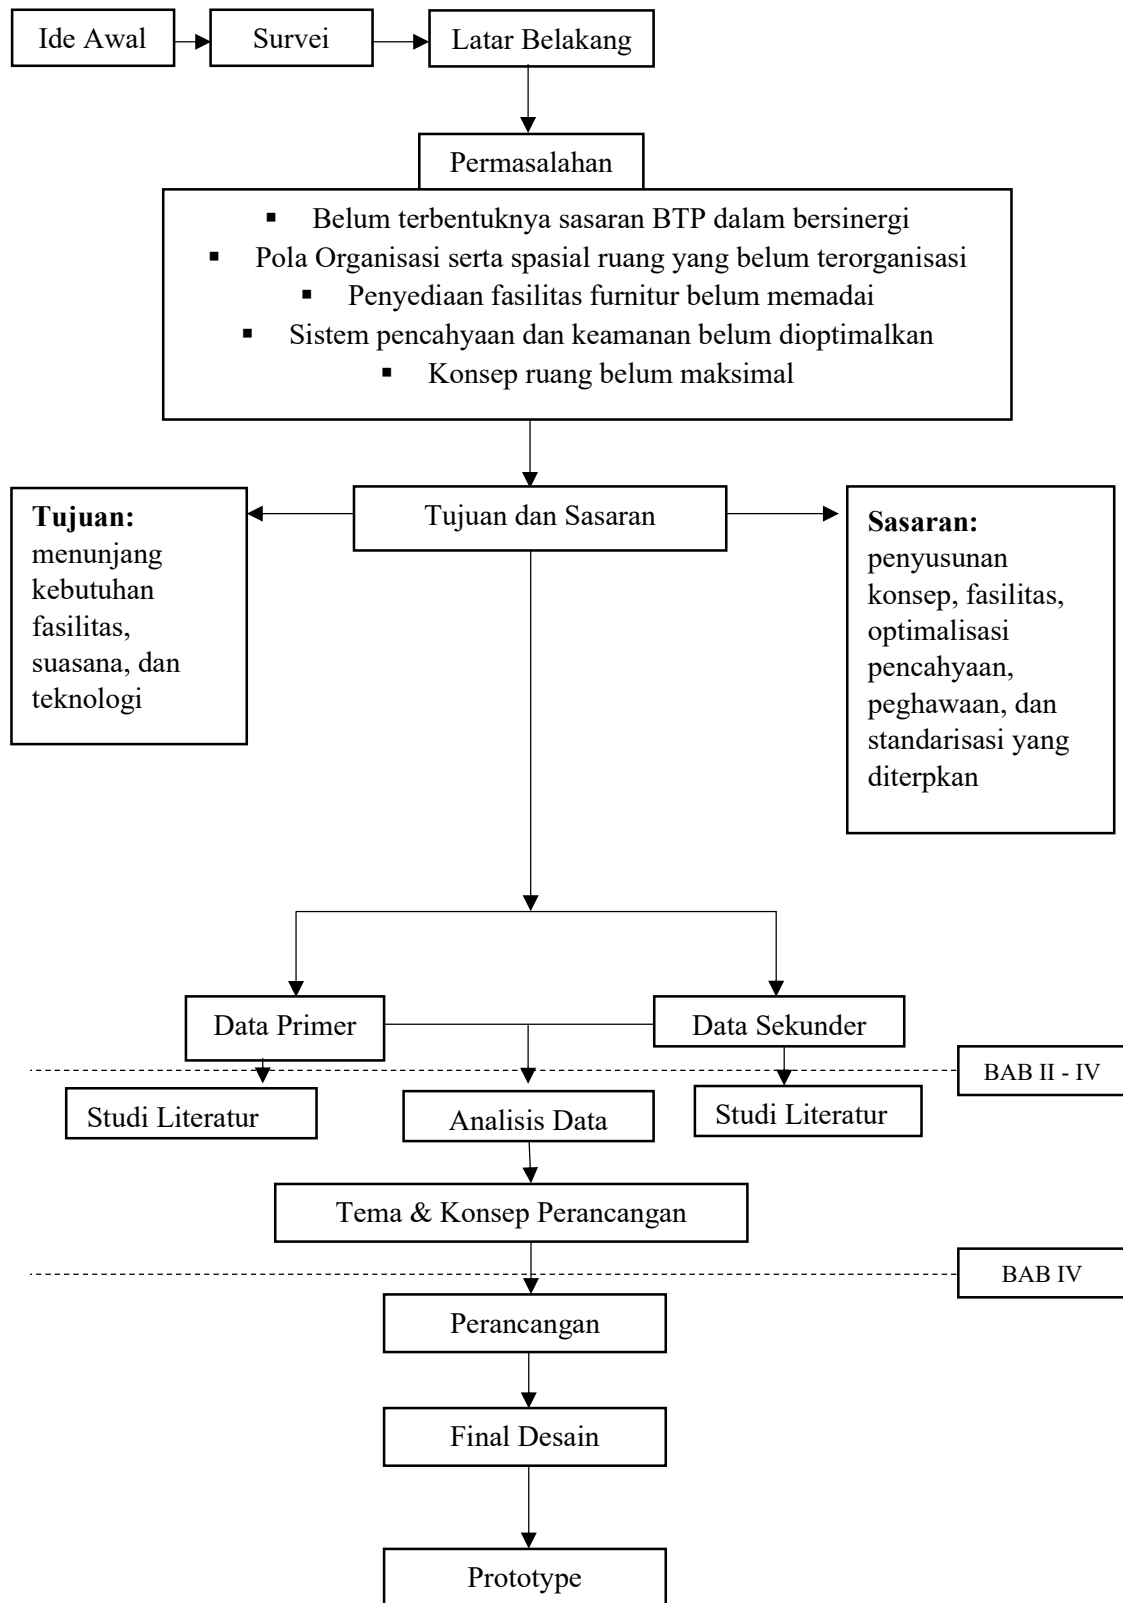 Ide Awal
Survei
Latar Belakang
Permasalahan
▪ Belum terbentuknya sasaran BTP dalam bersinergi
▪ Pola Organisasi serta spasial ruang yang belum terorganisasi
▪ Penyediaan fasilitas furnitur belum memadai
▪ Sistem pencahyaan dan keamanan belum dioptimalkan
▪ Konsep ruang belum maksimal
Tujuan dan Sasaran
Tujuan:
menunjang
kebutuhan
fasilitas,
suasana, dan
teknologi
Sasaran:
penyusunan
konsep, fasilitas,
optimalisasi
pencahyaan,
peghawaan, dan
standarisasi yang
diterpkan
Data Primer
Data Sekunder
BAB II - IV
Studi Literatur
Analisis Data
Studi Literatur
Tema & Konsep Perancangan
BAB IV
Perancangan
Final Desain
Prototype